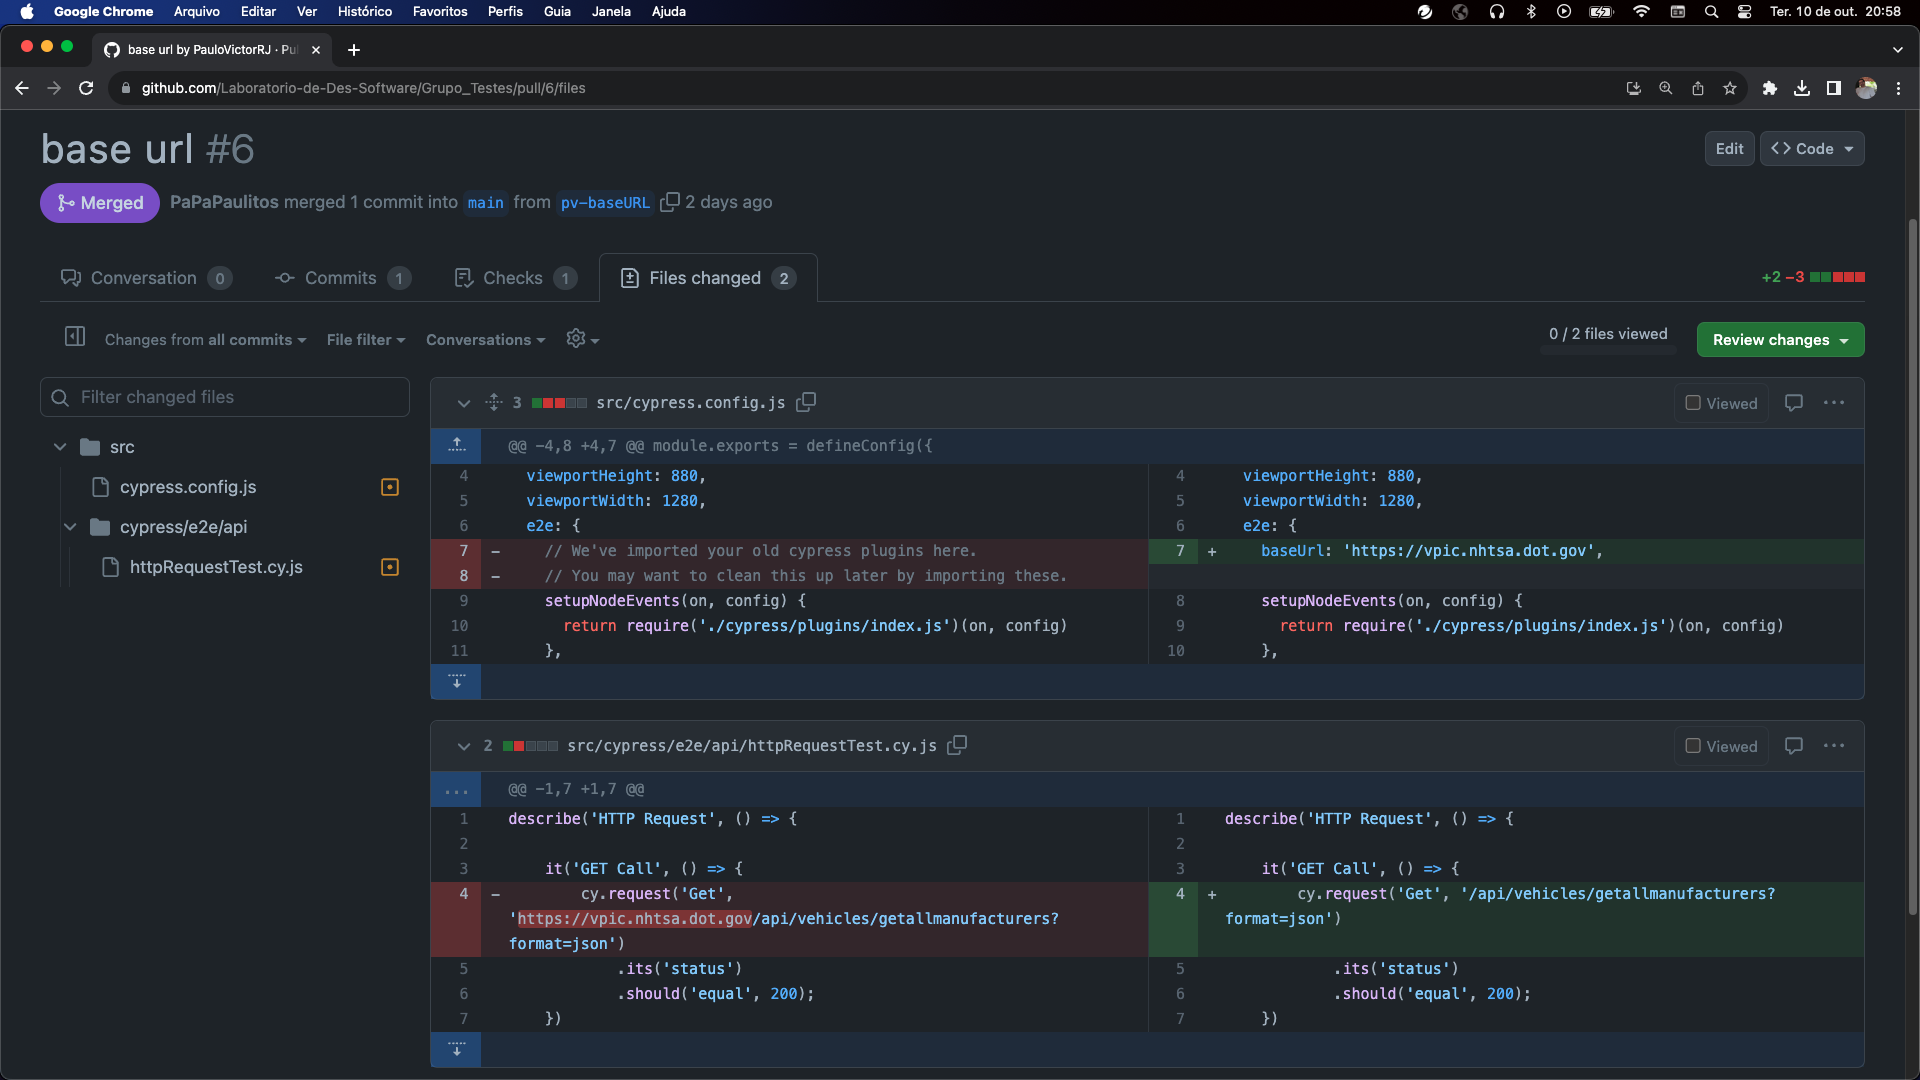 Google Chrome Arquivo Editar Ver Histórico Favoritos Perfis Guia Janela Ajuda Ter. 10 de out. 20:58
base url by PauloVictorRJ · Pul
github.com/Laboratorio-de-Des-Software/Grupo_Testes/pull/6/files
base url #6
Edit
<> Code
Merged PaPaPaulitos merged 1 commit into main from pv-baseURL 2 days ago
Conversation 0 Commits 1 Checks 1 Files changed 2 +2 −3
Changes from all commits File filter Conversations 0 / 2 files viewed Review changes
Filter changed files
src
cypress.config.js
cypress/e2e/api
httpRequestTest.cy.js
3 src/cypress.config.js Viewed ...
@@ -4,8 +4,7 @@ module.exports = defineConfig({
4 viewportHeight: 880, 4 viewportHeight: 880,
5 viewportWidth: 1280, 5 viewportWidth: 1280,
6 e2e: { 6 e2e: {
7 - // We've imported your old cypress plugins here. 7 + baseUrl: 'https://vpic.nhtsa.dot.gov',
8 - // You may want to clean this up later by importing these.
9 setupNodeEvents(on, config) { 8 setupNodeEvents(on, config) {
10 return require('./cypress/plugins/index.js')(on, config) 9 return require('./cypress/plugins/index.js')(on, config)
11 }, 10 },
2 src/cypress/e2e/api/httpRequestTest.cy.js Viewed ...
... @@ -1,7 +1,7 @@
1 describe('HTTP Request', () => { 1 describe('HTTP Request', () => {
2 2
3 it('GET Call', () => { 3 it('GET Call', () => {
4 - cy.request('Get', 4 + cy.request('Get', '/api/vehicles/getallmanufacturers?
'https://vpic.nhtsa.dot.gov/api/vehicles/getallmanufacturers? format=json')
format=json')
5 .its('status') 5 .its('status')
6 .should('equal', 200); 6 .should('equal', 200);
7 }) 7 })